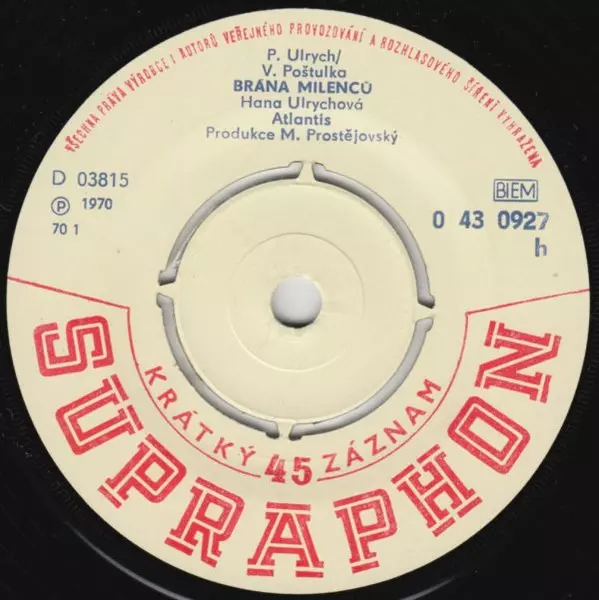 VŠECHNA PRÁVA VÝROBCE I AUTORŮ VEŘEJNÉHO PROVOZOVÁNÍ A ROZHLASOVÉHO ŠÍŘENÍ VYHRAŽENA
P. Ulrych/
V. Poštulka
BRÁNA MILENCŮ
Hana Ulrychová
Atlantis
Produkce M. Prostějovský
D 03815
Ⓟ 1970
70 1
BIEM
0 43 0927
h
KRÁTKÝ 45 ZÁZNAM
SUPRAPHON